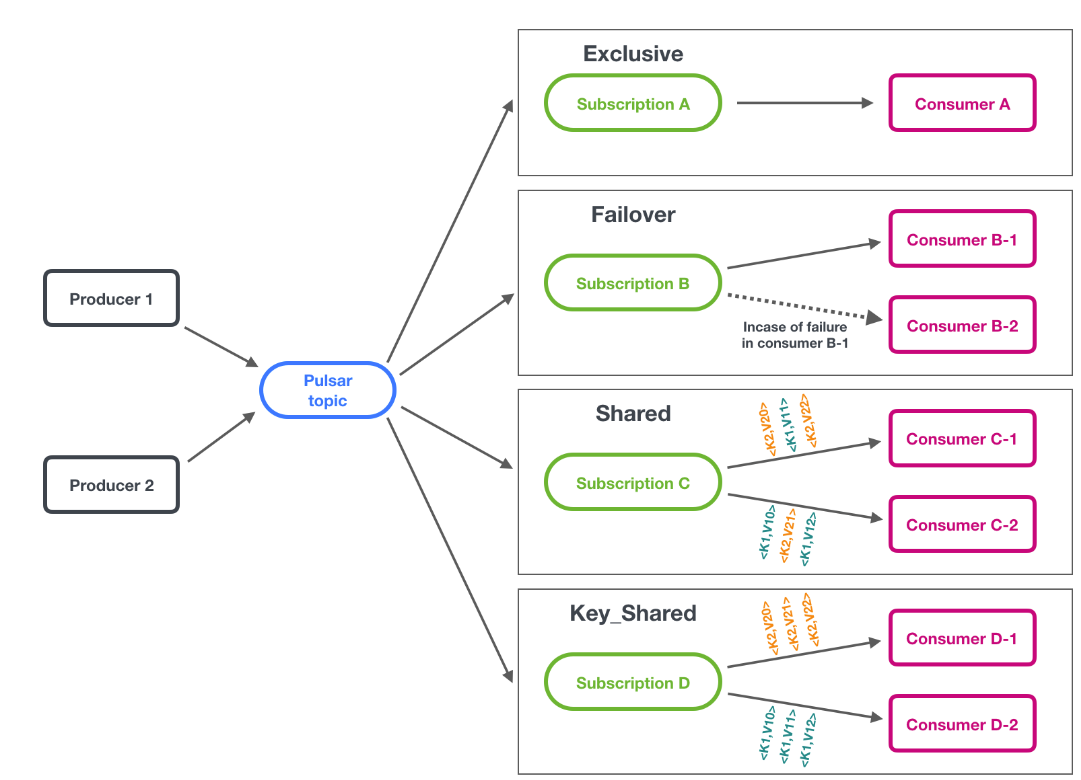 Exclusive
Subscription A
Consumer A
Failover
Subscription B
Consumer B-1
Consumer B-2
Incase of failure
in consumer B-1
Producer 1
Pulsar
topic
Producer 2
Shared
<K2,V20>
<K1,V11>
<K2,V22>
Subscription C
Consumer C-1
Consumer C-2
<K1,V10>
<K2,V21>
<K1,V12>
Key_Shared
<K2,V20>
<K2,V21>
<K2,V22>
Subscription D
Consumer D-1
Consumer D-2
<K1,V10>
<K1,V11>
<K1,V12>